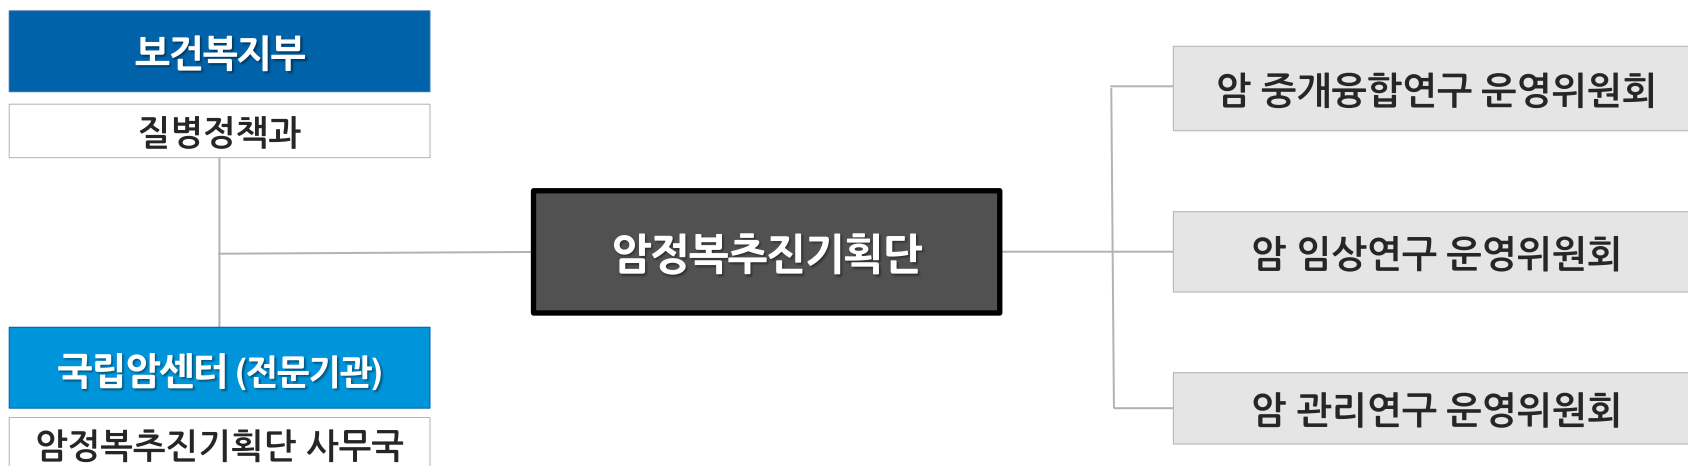 보건복지부
질병정책과
국립암센터 (전문기관)
암정복추진기획단 사무국
암정복추진기획단
암 중개융합연구 운영위원회
암 임상연구 운영위원회
암 관리연구 운영위원회